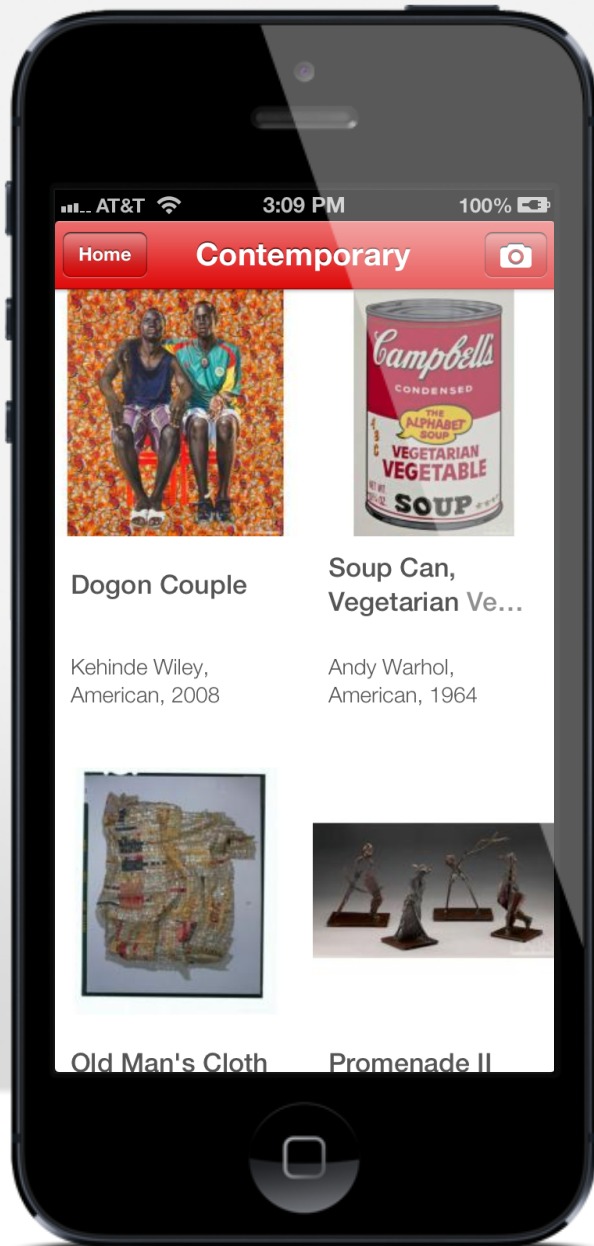 AT&T 3:09 PM 100%
Home Contemporary
Campbell's
CONDENSED
THE
ALPHABET
SOUP
VEGETARIAN
VEGETABLE
SOUP
Dogon Couple
Soup Can,
Vegetarian Ve...
Kehinde Wiley,
American, 2008
Andy Warhol,
American, 1964
Old Man's Cloth
Promenade II